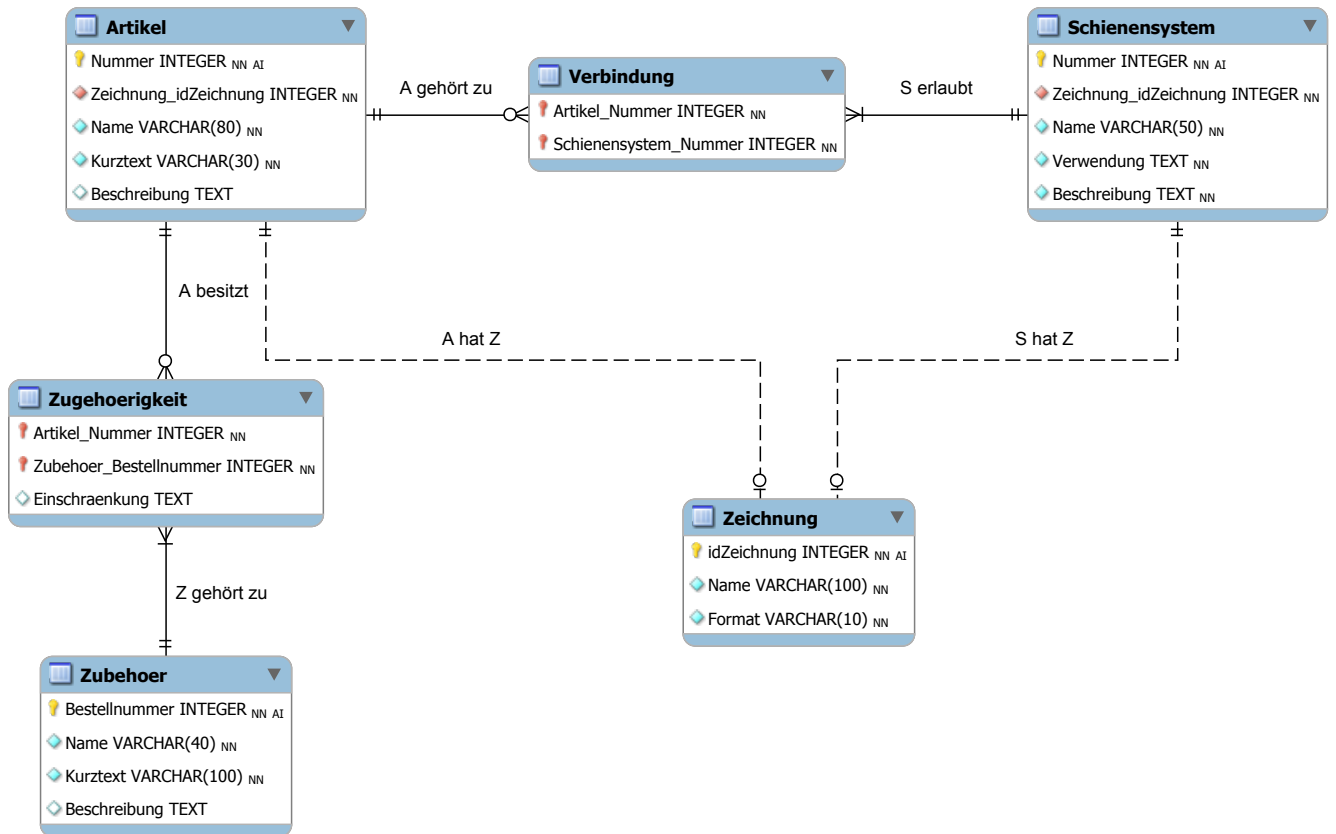 Artikel
Nummer INTEGER NN AI
Zeichnung_idZeichnung INTEGER NN
Name VARCHAR(80) NN
Kurztext VARCHAR(30) NN
Beschreibung TEXT
A gehört zu
Verbindung
Artikel_Nummer INTEGER NN
Schienensystem_Nummer INTEGER NN
S erlaubt
Schienensystem
Nummer INTEGER NN AI
Zeichnung_idZeichnung INTEGER NN
Name VARCHAR(50) NN
Verwendung TEXT NN
Beschreibung TEXT NN
A besitzt
A hat Z
S hat Z
Zugehoerigkeit
Artikel_Nummer INTEGER NN
Zubehoer_Bestellnummer INTEGER NN
Einschraenkung TEXT
Zeichnung
idZeichnung INTEGER NN AI
Name VARCHAR(100) NN
Format VARCHAR(10) NN
Z gehört zu
Zubehoer
Bestellnummer INTEGER NN AI
Name VARCHAR(40) NN
Kurztext VARCHAR(100) NN
Beschreibung TEXT